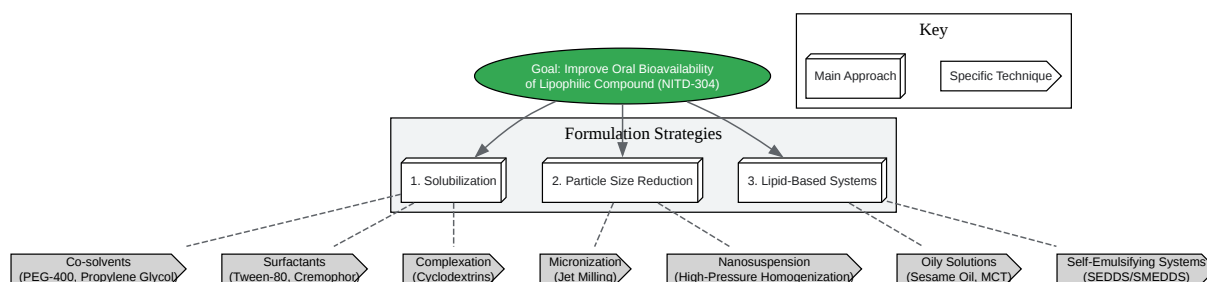 Key
Main Approach
Specific Technique
Goal: Improve Oral Bioavailability
of Lipophilic Compound (NITD-304)
Formulation Strategies
1. Solubilization
2. Particle Size Reduction
3. Lipid-Based Systems
Co-solvents
(PEG-400, Propylene Glycol)
Surfactants
(Tween-80, Cremophor)
Complexation
(Cyclodextrins)
Micronization
(Jet Milling)
Nanosuspension
(High-Pressure Homogenization)
Oily Solutions
(Sesame Oil, MCT)
Self-Emulsifying Systems
(SEDDS/SMEDDS)